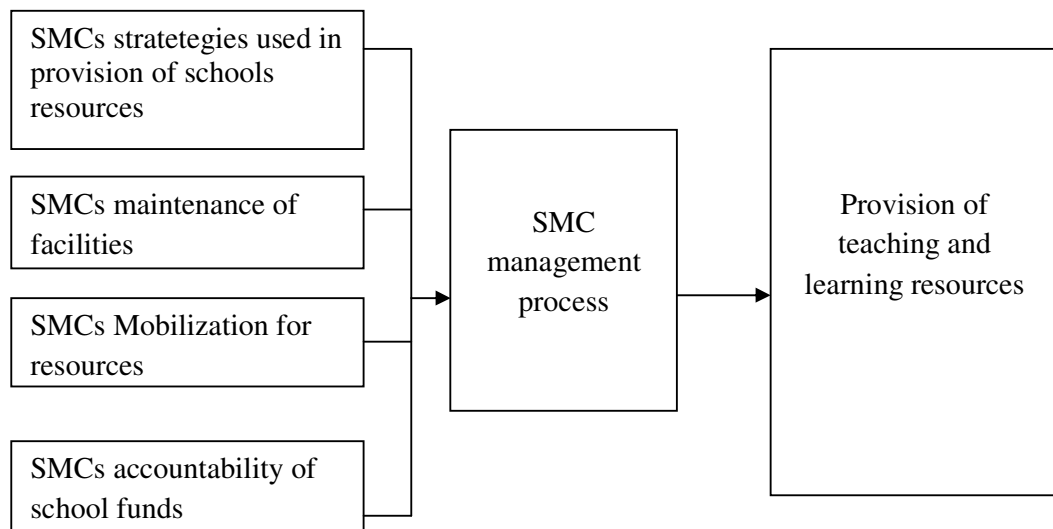 SMCs stratetegies used in
provision of schools
resources
SMCs maintenance of
facilities
SMCs Mobilization for
resources
SMCs accountability of
school funds
SMC
management
process
Provision of
teaching and
learning resources